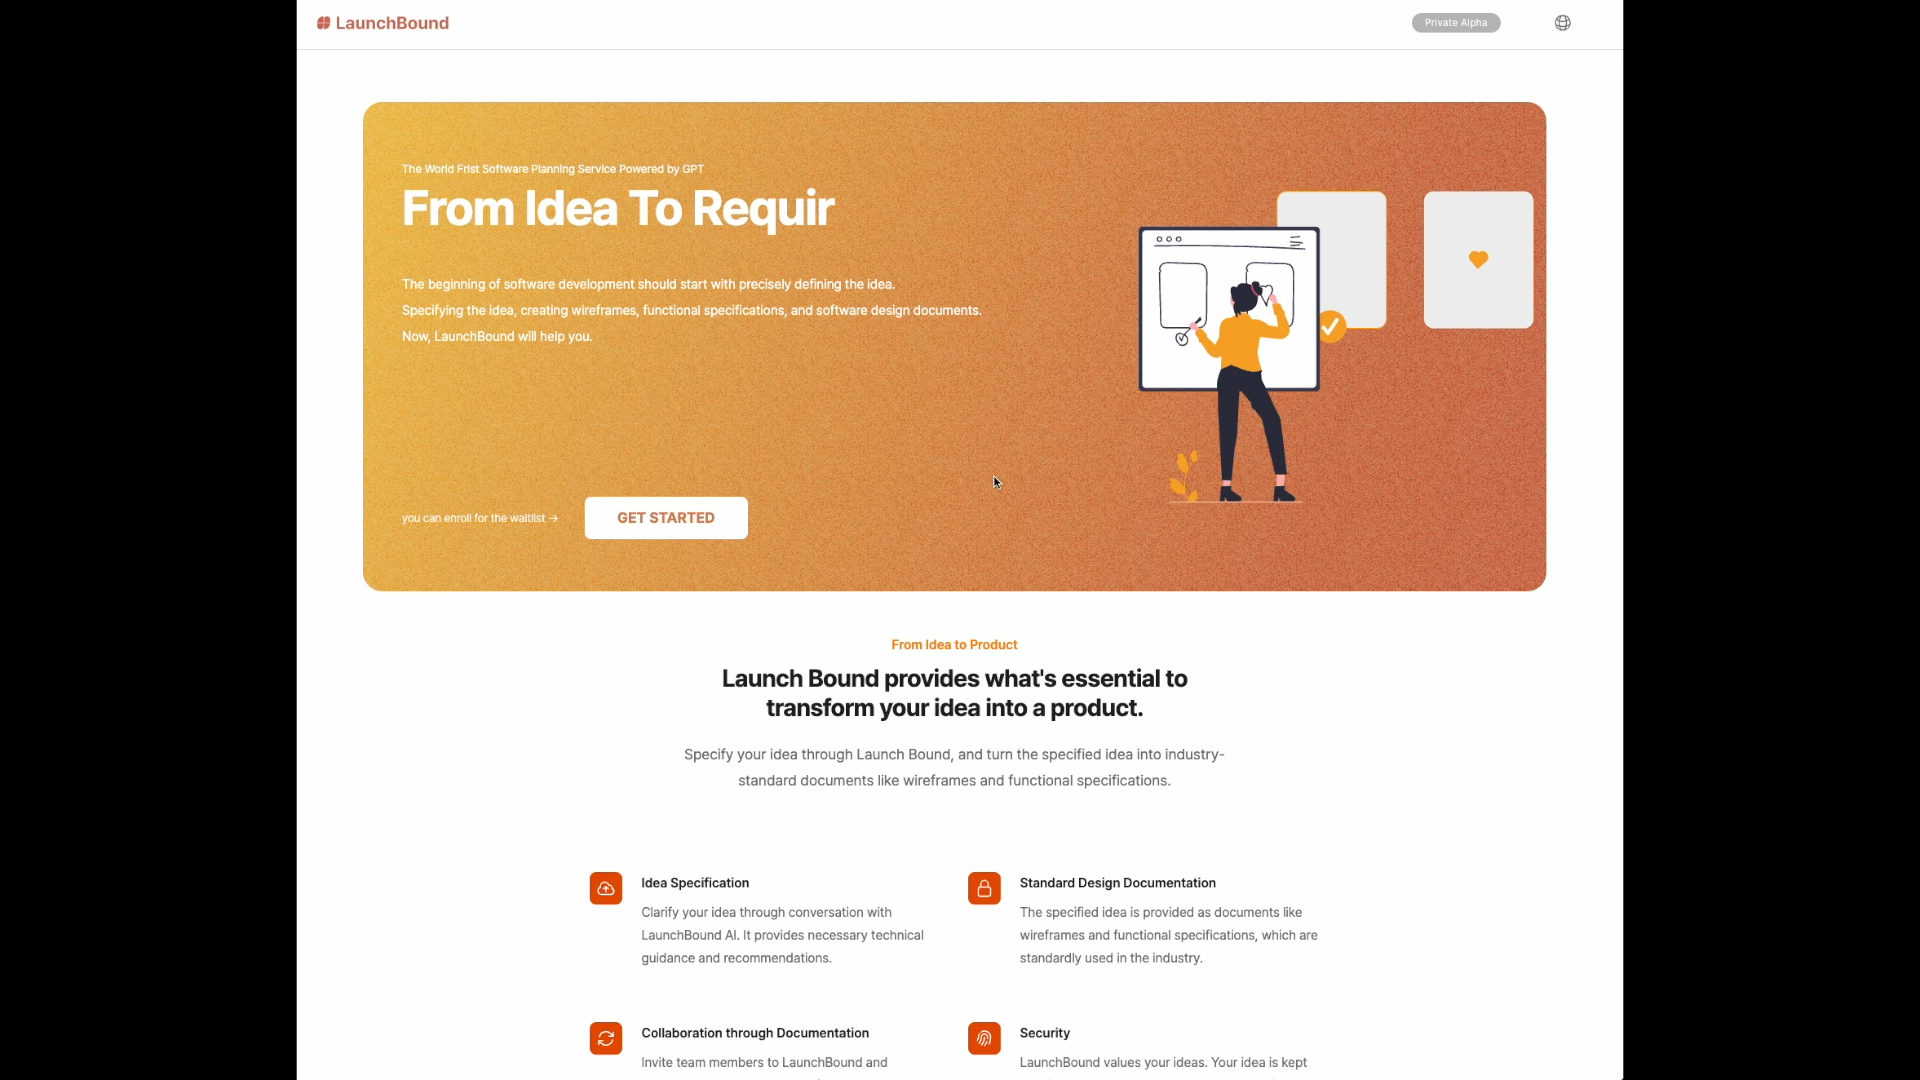 LaunchBound
Private Alpha
The World Frist Software Planning Service Powered by GPT
From Idea To Requir
The beginning of software development should start with precisely defining the idea.
Specifying the idea, creating wireframes, functional specifications, and software design documents.
Now, LaunchBound will help you.
you can enroll for the waitlist →
GET STARTED
From Idea to Product
Launch Bound provides what's essential to
transform your idea into a product.
Specify your idea through Launch Bound, and turn the specified idea into industry-
standard documents like wireframes and functional specifications.
Idea Specification
Clarify your idea through conversation with
LaunchBound AI. It provides necessary technical
guidance and recommendations.
Standard Design Documentation
The specified idea is provided as documents like
wireframes and functional specifications, which are
standardly used in the industry.
Collaboration through Documentation
Invite team members to LaunchBound and
Security
LaunchBound values your ideas. Your idea is kept